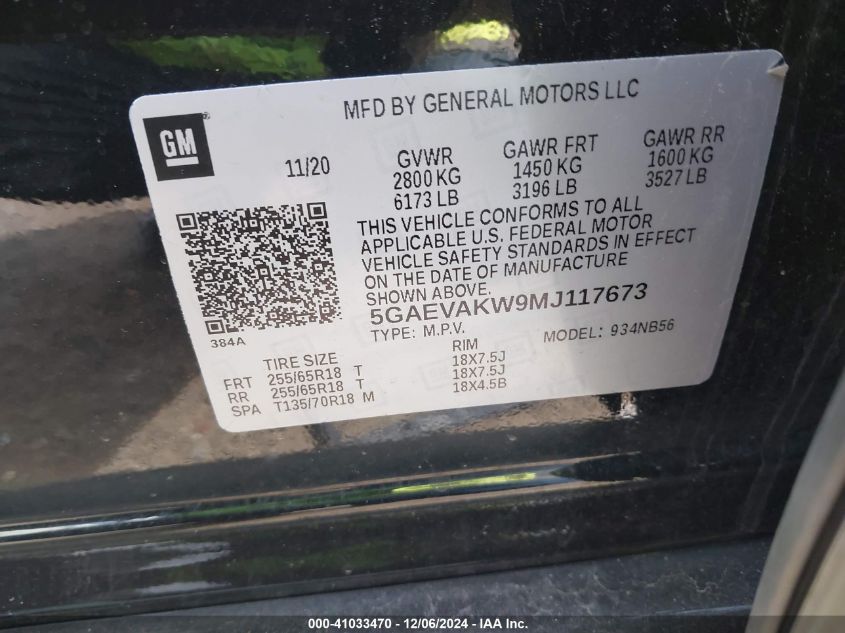 MFD BY GENERAL MOTORS LLC
GM
11/20
GVWR
2800 KG
6173 LB
GAWR FRT
1450 KG
3196 LB
GAWR RR
1600 KG
3527 LB
THIS VEHICLE CONFORMS TO ALL
APPLICABLE U.S. FEDERAL MOTOR
VEHICLE SAFETY STANDARDS IN EFFECT
ON THE DATE OF MANUFACTURE
SHOWN ABOVE.
5GAEVAKW9MJ117673
TYPE: M.P.V. MODEL: 934NB56
384A
TIRE SIZE RIM
FRT 255/65R18 T 18X7.5J
RR 255/65R18 T 18X7.5J
SPA T135/70R18 M 18X4.5B
000-41033470 - 12/06/2024 - IAA Inc.